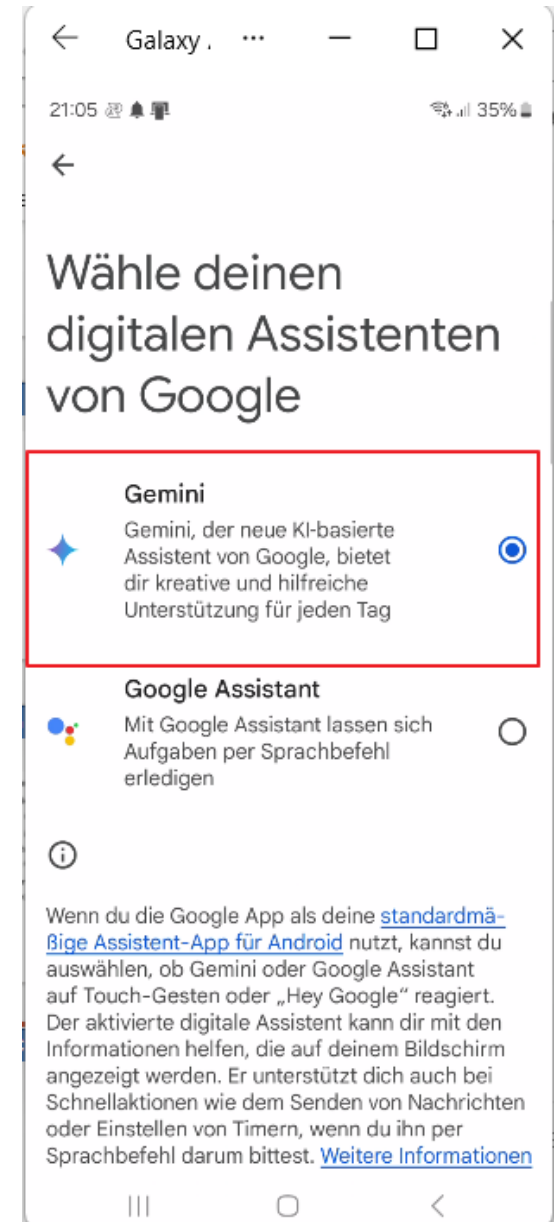 Galaxy . ...
21:05 35%
Wähle deinen
digitalen Assistenten
von Google
Gemini
Gemini, der neue KI-basierte
Assistent von Google, bietet
dir kreative und hilfreiche
Unterstützung für jeden Tag
Google Assistant
Mit Google Assistant lassen sich
Aufgaben per Sprachbefehl
erledigen
Wenn du die Google App als deine standardmä-
ßige Assistent-App für Android nutzt, kannst du
auswählen, ob Gemini oder Google Assistant
auf Touch-Gesten oder „Hey Google“ reagiert.
Der aktivierte digitale Assistent kann dir mit den
Informationen helfen, die auf deinem Bildschirm
angezeigt werden. Er unterstützt dich auch bei
Schnellaktionen wie dem Senden von Nachrichten
oder Einstellen von Timern, wenn du ihn per
Sprachbefehl darum bittest. Weitere Informationen